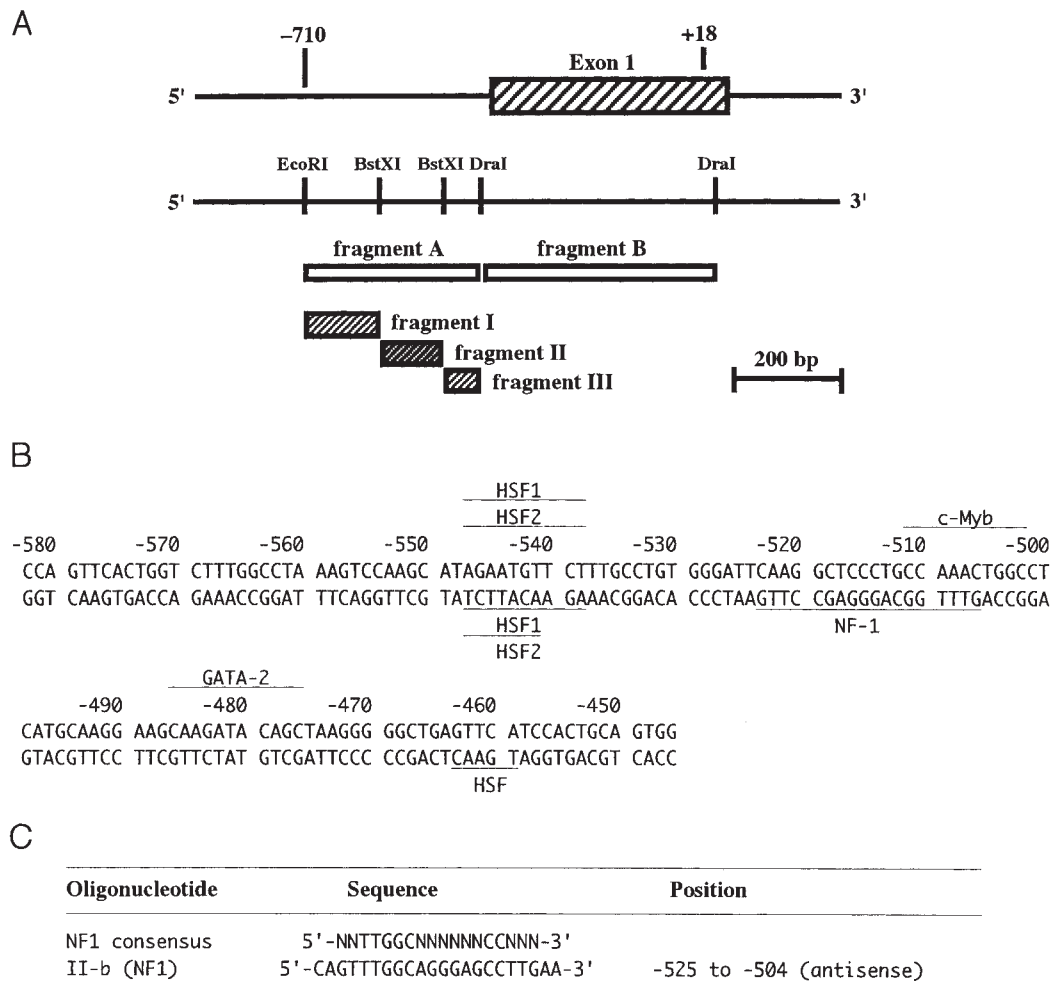 A
–710
+18
Exon 1
5'
3'
EcoRI BstXI BstXI DraI DraI
5'
3'
fragment A
fragment B
fragment I
fragment II
fragment III
200 bp
B
HSF1
HSF2
c-Myb
-580 -570 -560 -550 -540 -530 -520 -510 -500
CCA GTTCACTGGT CTTTGGCCTA AAGTCCAAGC ATAGAATGTT CTTTGCCTGT GGGATTCAAG GCTCCCTGCC AAACTGGCCT
GGT CAAGTGACCA GAAACCGGAT TTCAGGTTCG TATCTTACAA GAAACGGACA CCCTAAGTTC CGAGGGACGG TTTGACCGGA
HSF1
NF-1
HSF2
GATA-2
-490 -480 -470 -460 -450
CATGCAAGG AAGCAAGATA CAGCTAAGGG GGCTGAGTTC ATCCACTGCA GTGG
GTACGTTCC TTCGTTCTAT GTCGATTCCC CCGACTCAAG TAGGTGACGT CACC
HSF
C
Oligonucleotide Sequence Position
NF1 consensus 5'-NNTTGGCNNNNNNCCNNN-3'
II-b (NF1) 5'-CAGTTTGGCAGGGAGCCTTGAA-3' -525 to -504 (antisense)